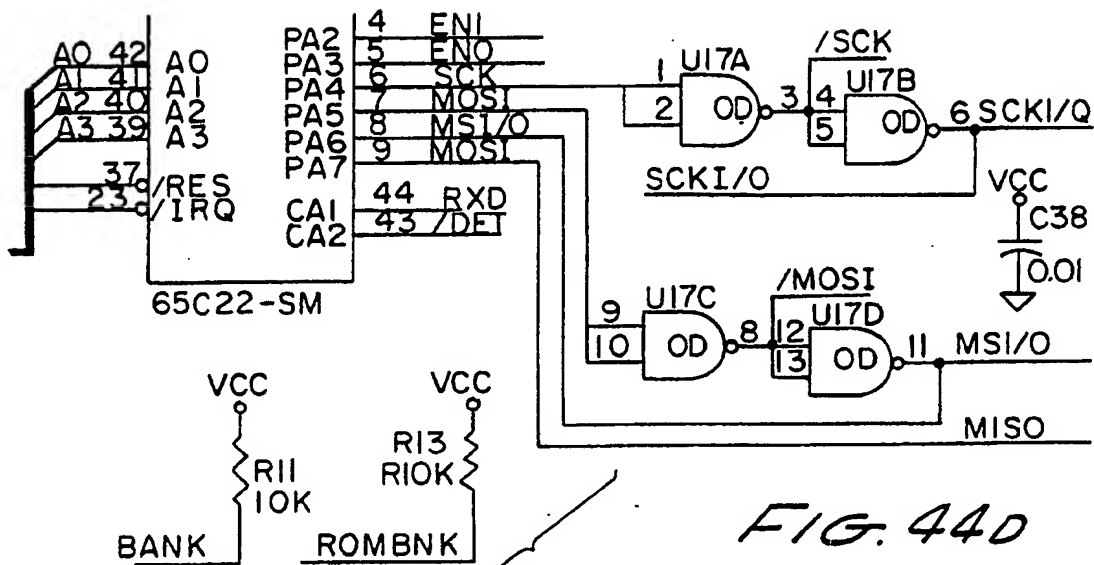 4 EN1
PA2
5 EN0
PA3
6 SCK
PA4
7 MOSI
PA5
8 MSI/O
PA6
9 MOSI
PA7
44 RXD
CA1
43 /DET
CA2
A0 42 A0
A1 41 A1
A2 40 A2
A3 39 A3
37 /RES
23 /IRQ
65C22-SM
/SCK
U17A
U17B
1
2
OD
3
4
5
OD
6 SCKI/O
SCKI/O
VCC
C38
0.01
/MOSI
U17C
U17D
9
10
OD
8
12
13
OD
11 MSI/O
MISO
VCC
R11
10K
BANK
VCC
R13
R10K
ROMBNK
FIG. 44D